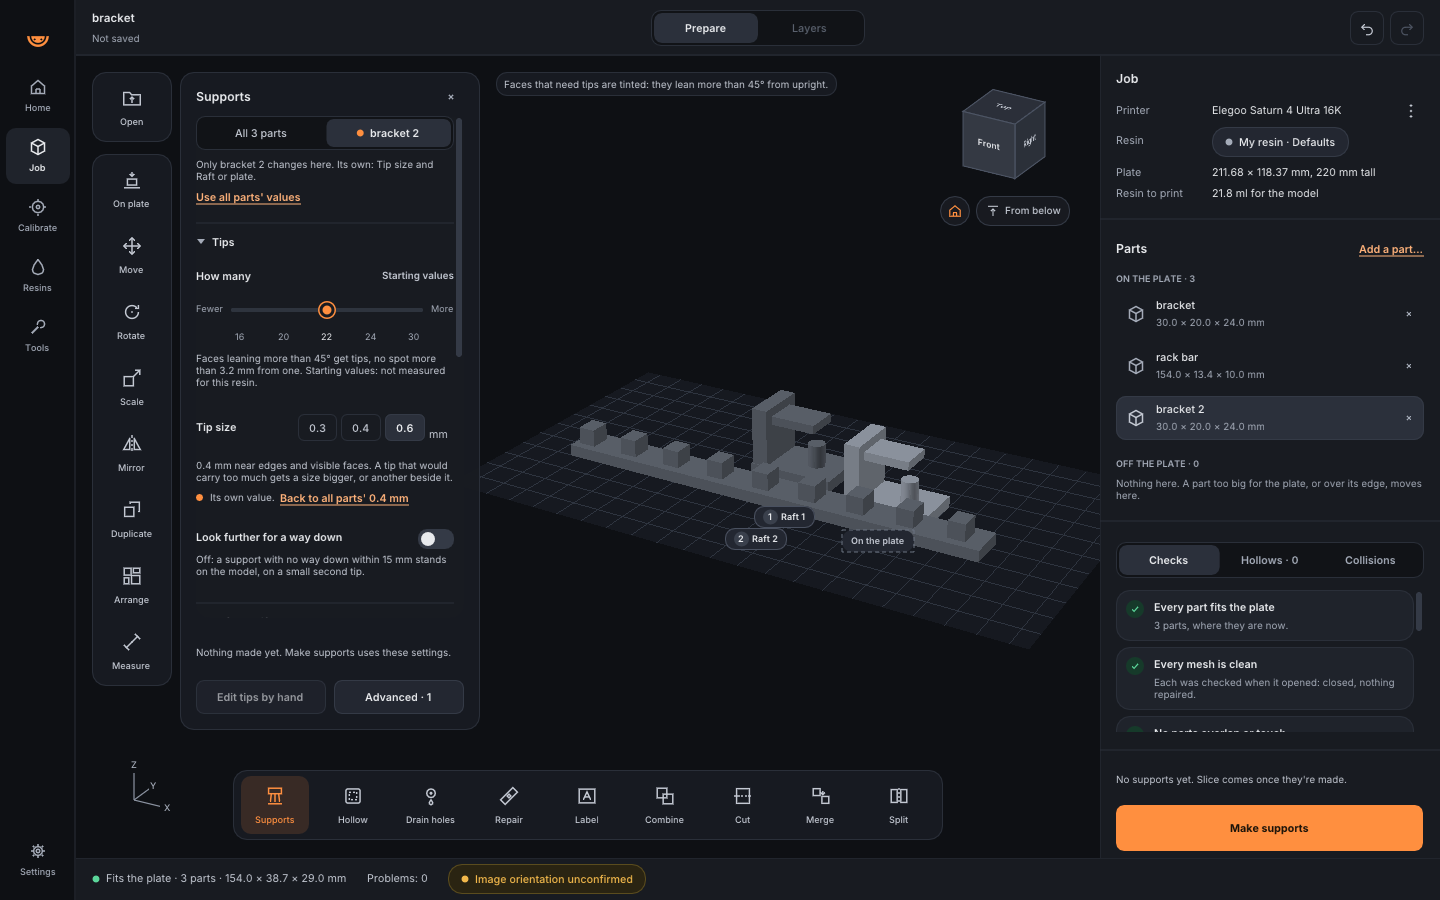 bracket
Not saved
Prepare
Layers
Home
Job
Calibrate
Resins
Tools
Settings
Open
On plate
Move
Rotate
Scale
Mirror
Duplicate
Arrange
Measure
Supports
×
All 3 parts
bracket 2
Only bracket 2 changes here. Its own: Tip size and
Raft or plate.
Use all parts' values
Tips
How many
Starting values
Fewer
More
16 20 22 24 30
Faces leaning more than 45° get tips, no spot more
than 3.2 mm from one. Starting values: not measured
for this resin.
Tip size
0.3 0.4 0.6 mm
0.4 mm near edges and visible faces. A tip that would
carry too much gets a size bigger, or another beside it.
Its own value. Back to all parts' 0.4 mm
Look further for a way down
Off: a support with no way down within 15 mm stands
on the model, on a small second tip.
Nothing made yet. Make supports uses these settings.
Edit tips by hand
Advanced · 1
Faces that need tips are tinted: they lean more than 45° from upright.
Top
Front
Right
From below
1 Raft 1
2 Raft 2
On the plate
Z
Y
X
Supports
Hollow
Drain holes
Repair
Label
Combine
Cut
Merge
Split
Job
Printer Elegoo Saturn 4 Ultra 16K
Resin My resin · Defaults
Plate 211.68 × 118.37 mm, 220 mm tall
Resin to print 21.8 ml for the model
Parts
Add a part...
ON THE PLATE · 3
bracket
30.0 × 20.0 × 24.0 mm
×
rack bar
154.0 × 13.4 × 10.0 mm
×
bracket 2
30.0 × 20.0 × 24.0 mm
×
OFF THE PLATE · 0
Nothing here. A part too big for the plate, or over its edge, moves
here.
Checks
Hollows · 0
Collisions
Every part fits the plate
3 parts, where they are now.
Every mesh is clean
Each was checked when it opened: closed, nothing
repaired.
No parts overlap or touch
No supports yet. Slice comes once they're made.
Make supports
Fits the plate · 3 parts · 154.0 × 38.7 × 29.0 mm
Problems: 0
Image orientation unconfirmed